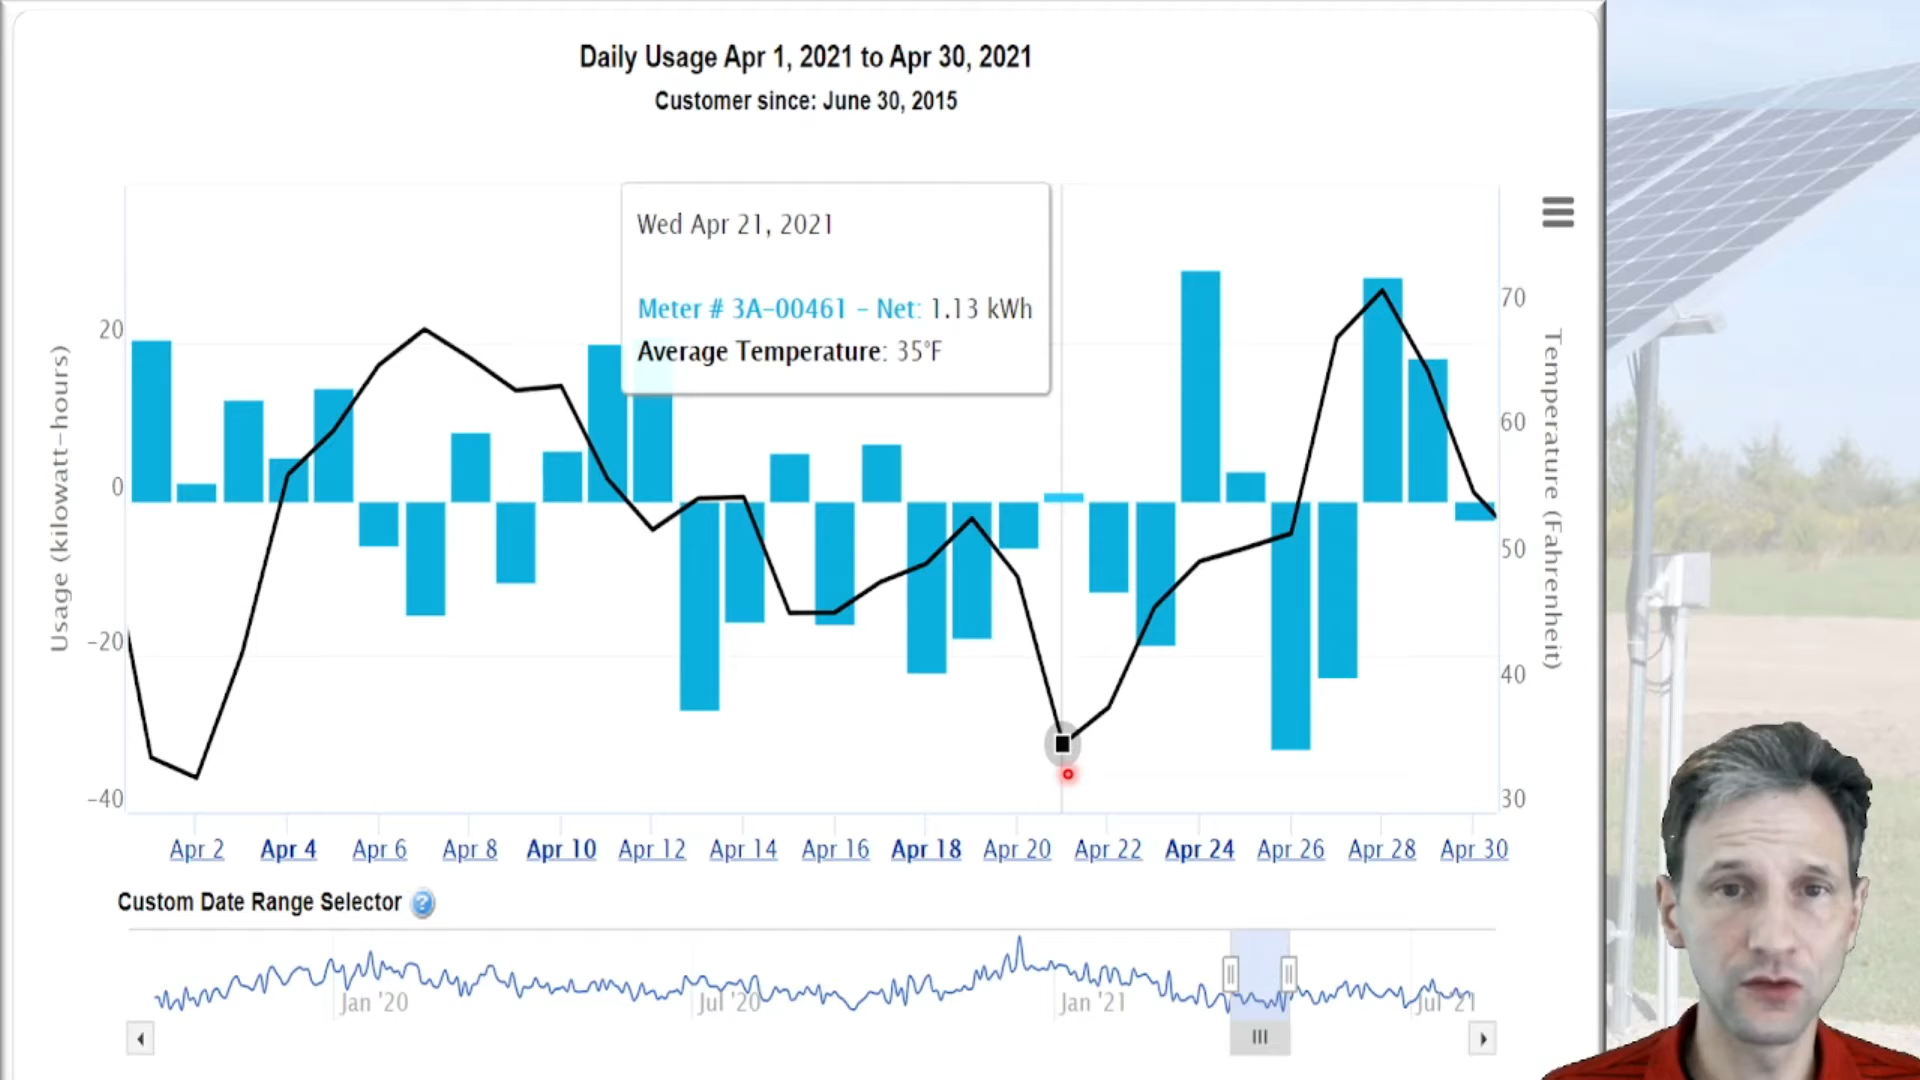 Daily Usage Apr 1, 2021 to Apr 30, 2021
Customer since: June 30, 2015
Wed Apr 21, 2021
Meter # 3A-00461 - Net: 1.13 kWh
Average Temperature: 35°F
Usage (kilowatt-hours)
20
0
-20
-40
70
60
50
40
30
Temperature (Fahrenheit)
Apr 2 Apr 4 Apr 6 Apr 8 Apr 10 Apr 12 Apr 14 Apr 16 Apr 18 Apr 20 Apr 22 Apr 24 Apr 26 Apr 28 Apr 30
Custom Date Range Selector ?
Jan '20 Jul '20 Jan '21 Jul '21